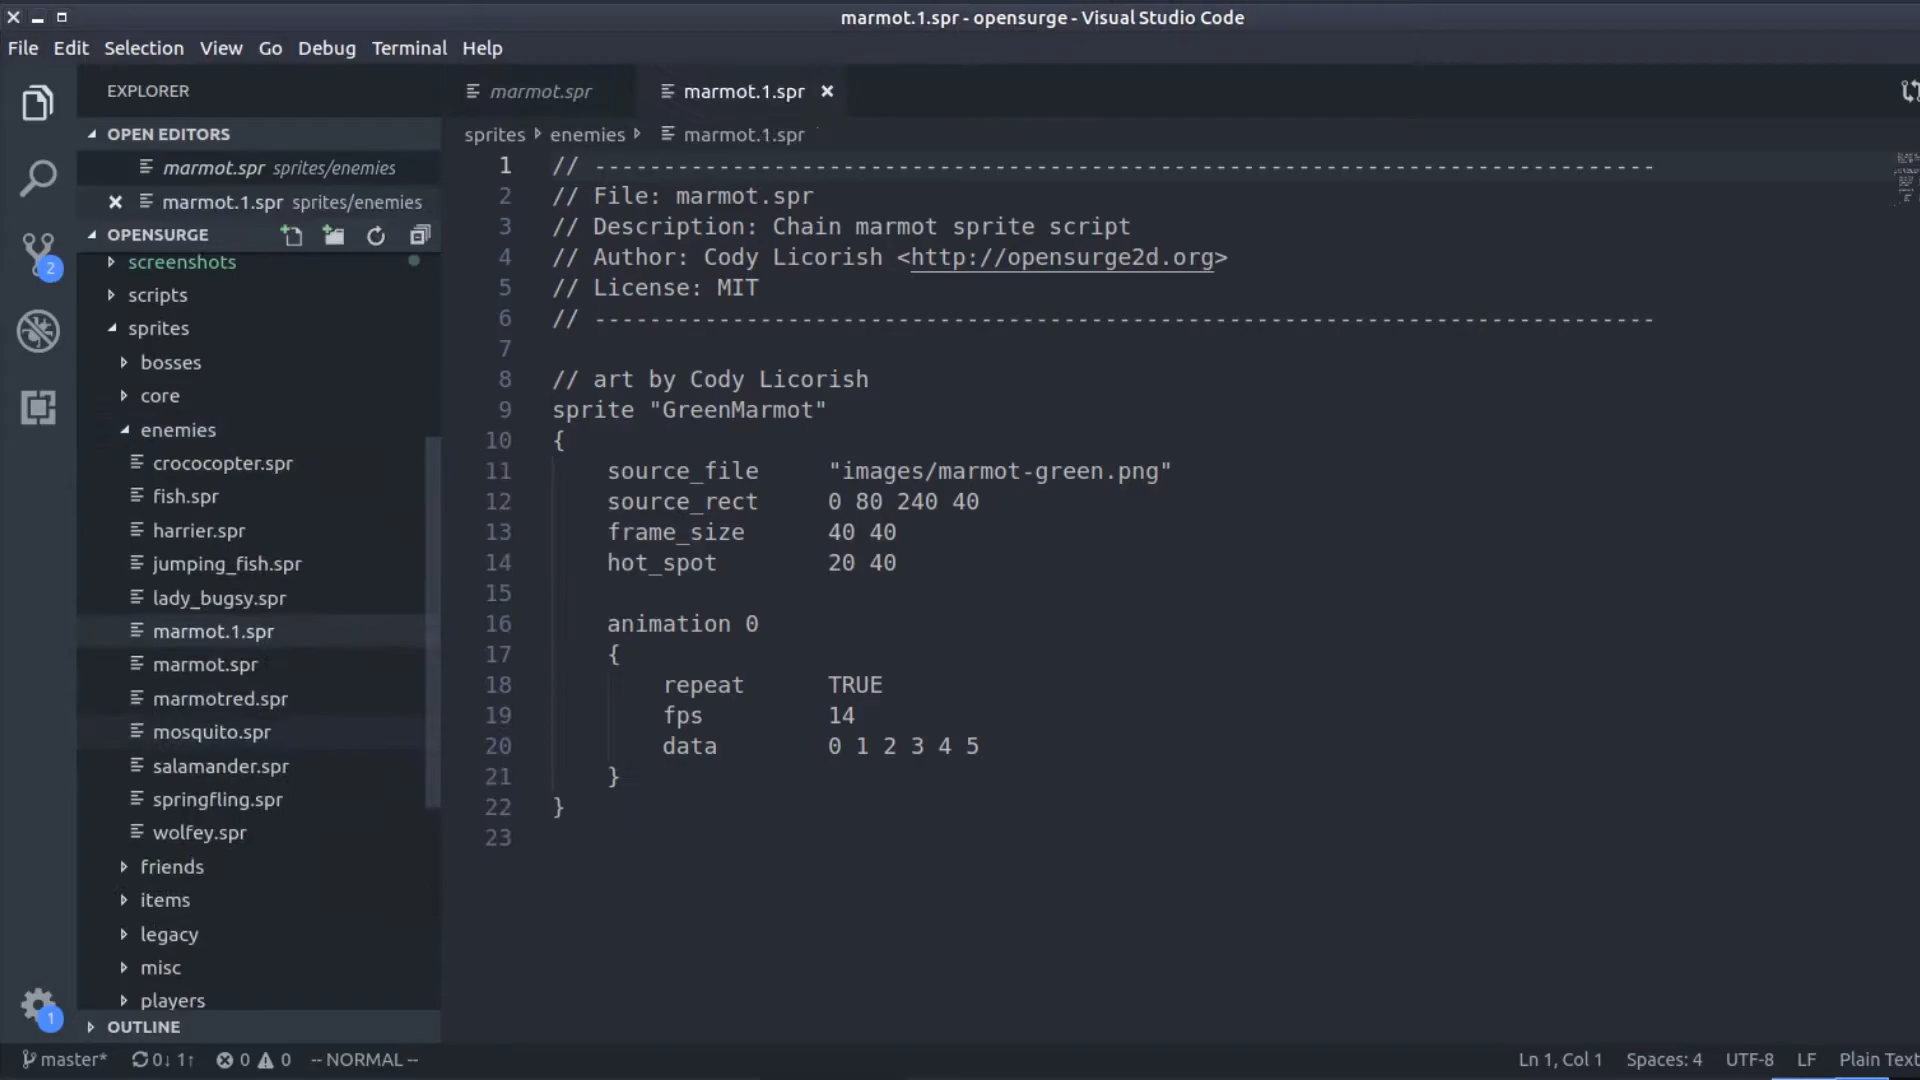 marmot.1.spr - opensurge - Visual Studio Code
File Edit Selection View Go Debug Terminal Help
EXPLORER
OPEN EDITORS
marmot.spr sprites/enemies
marmot.1.spr sprites/enemies
OPENSURGE
screenshots
scripts
sprites
bosses
core
enemies
crococopter.spr
fish.spr
harrier.spr
jumping_fish.spr
lady_bugsy.spr
marmot.1.spr
marmot.spr
marmotred.spr
mosquito.spr
salamander.spr
springfling.spr
wolfey.spr
friends
items
legacy
misc
players
OUTLINE
2
1
marmot.spr marmot.1.spr
sprites enemies marmot.1.spr
1 // -----------------------------------------------------------------------------
2 // File: marmot.spr
3 // Description: Chain marmot sprite script
4 // Author: Cody Licorish <http://opensurge2d.org>
5 // License: MIT
6 // -----------------------------------------------------------------------------
7
8 // art by Cody Licorish
9 sprite "GreenMarmot"
10 {
11 source_file "images/marmot-green.png"
12 source_rect 0 80 240 40
13 frame_size 40 40
14 hot_spot 20 40
15
16 animation 0
17 {
18 repeat TRUE
19 fps 14
20 data 0 1 2 3 4 5
21 }
22 }
23
master* 0↓ 1↑ 0 0 -- NORMAL -- Ln 1, Col 1 Spaces: 4 UTF-8 LF Plain Text